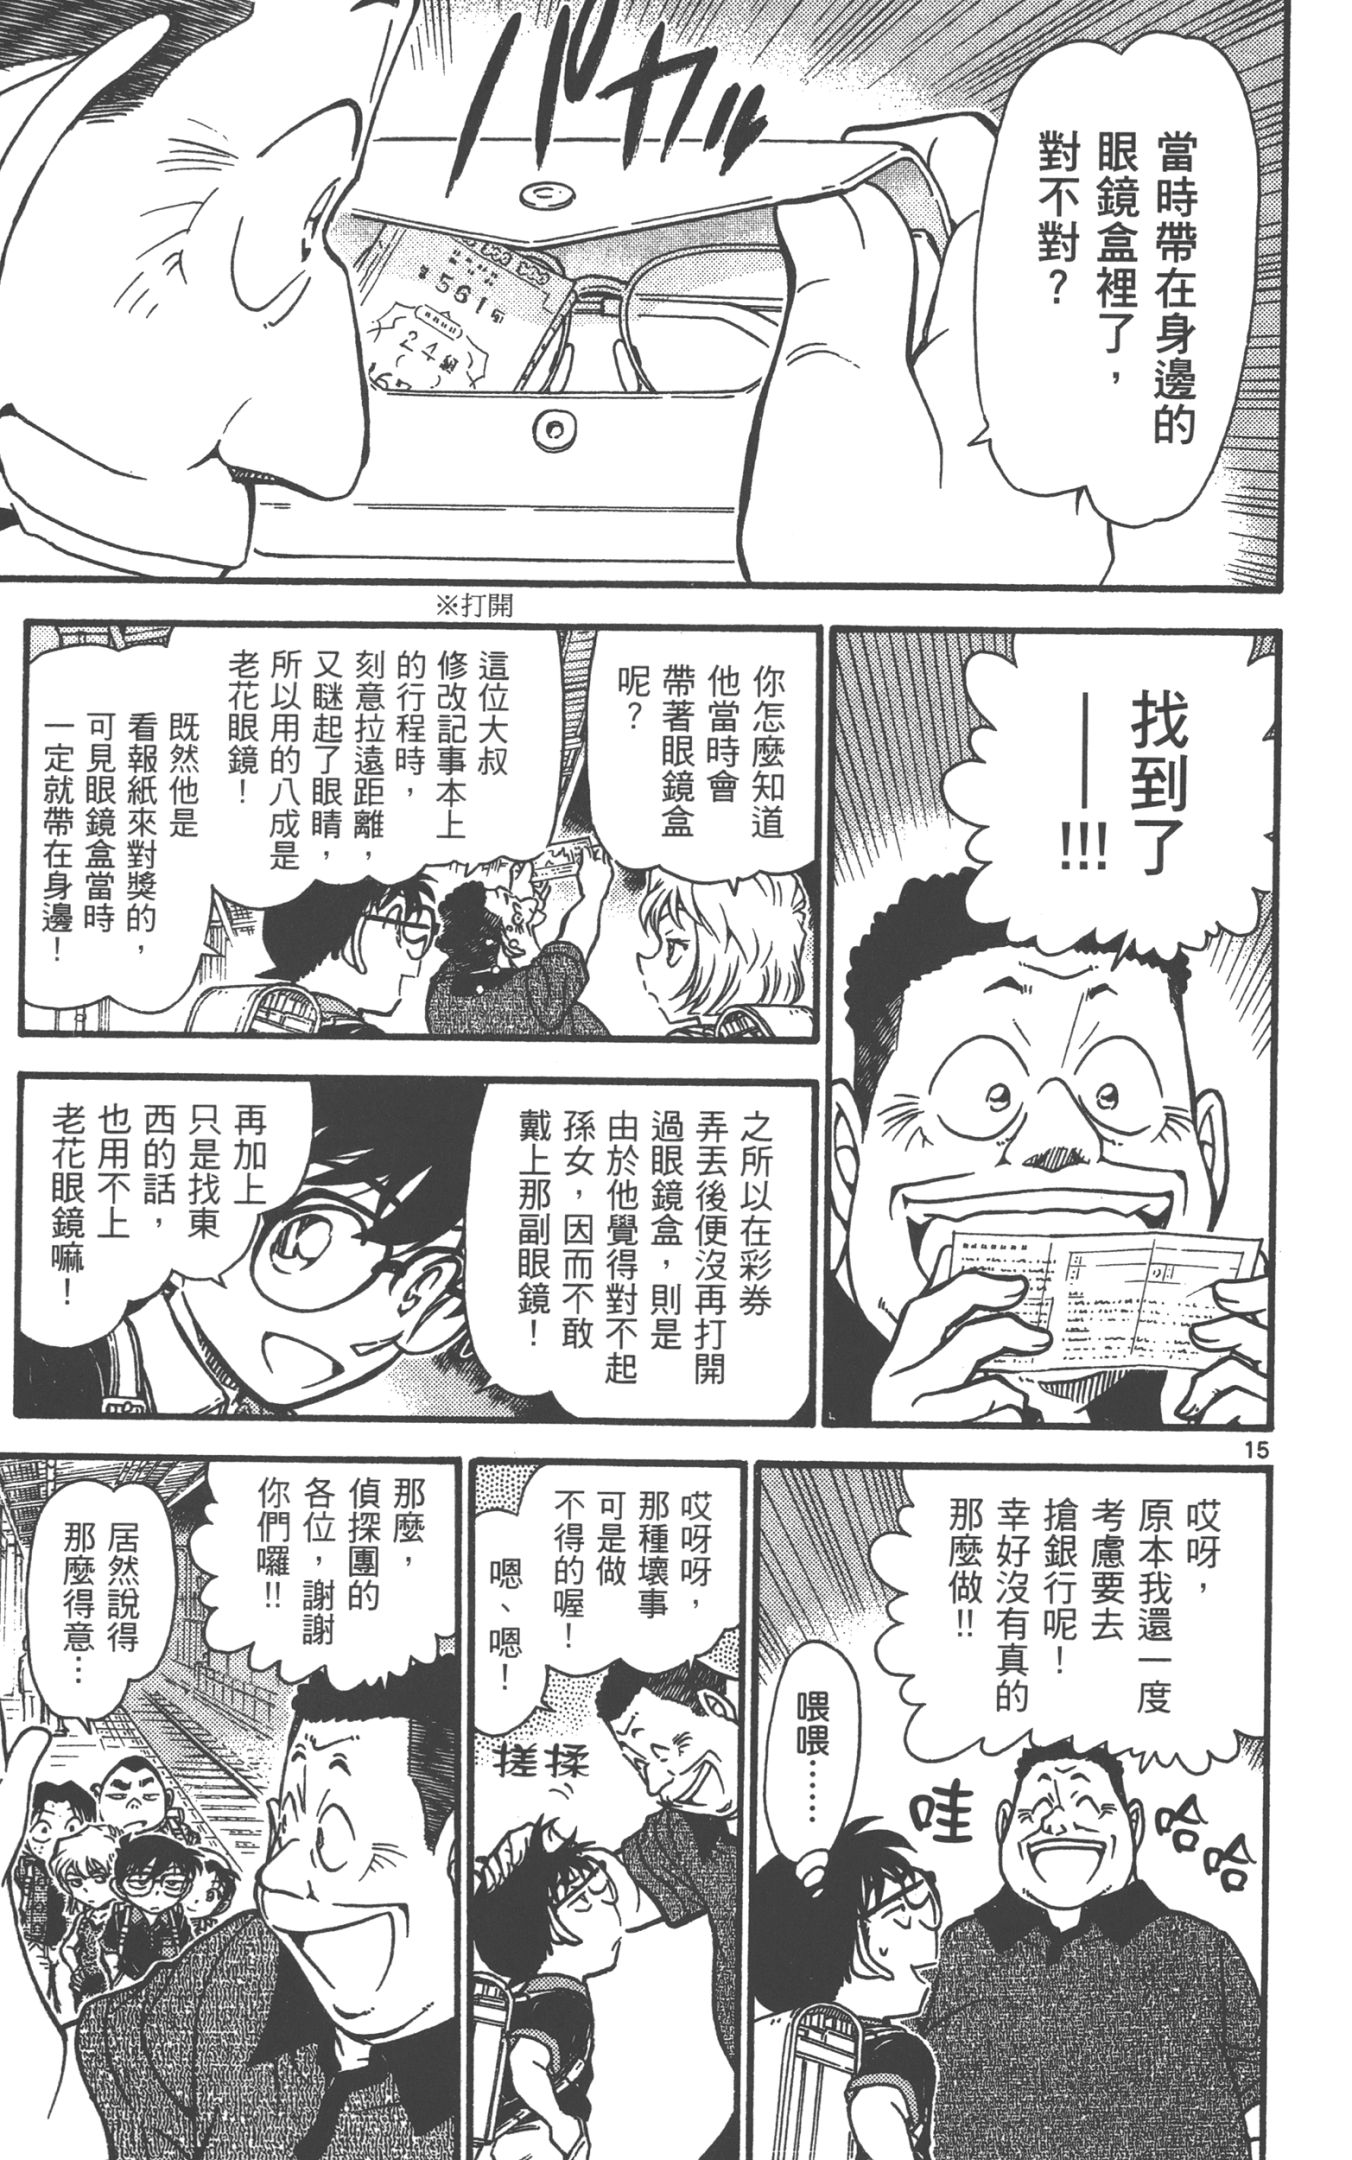 當時帶在身邊的
眼鏡盒裡了，
對不對？
パカッ
561
24組
※打開
找到了
──!!!
你怎麼知道
他當時會
帶著眼鏡盒
呢？
這位大叔
修改記事本上
的行程時，
刻意拉遠距離，
又瞇起了眼睛，
所以用的八成是
老花眼鏡！
既然他是
看報紙來對獎的，
可見眼鏡盒當時
一定就帶在身邊！
之所以在彩券
弄丟後便沒再打開
過眼鏡盒，則是
由於他覺得對不起
孫女，因而不敢
戴上那副眼鏡！
再加上
只是找東
西的話，
也用不上
老花眼鏡嘛！
15
哎呀，
原本我還一度
考慮要去
搶銀行呢！
幸好沒有真的
那麼做!!
哇
哈哈
喂喂……
哎呀呀，
那種壞事
可是做
不得的喔！
嗯、嗯！
搓揉
那麼，
偵探團的
各位，謝謝
你們囉!!
居然說得
那麼得意…